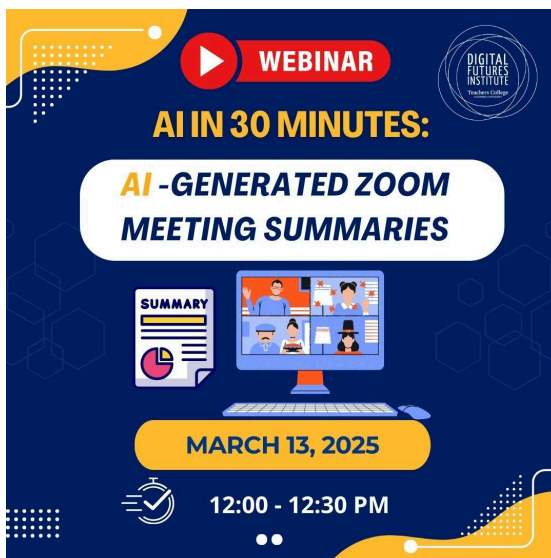 WEBINAR
DIGITAL
FUTURES
INSTITUTE
Teachers College
AI IN 30 MINUTES:
AI -GENERATED ZOOM
MEETING SUMMARIES
SUMMARY
MARCH 13, 2025
12:00 - 12:30 PM